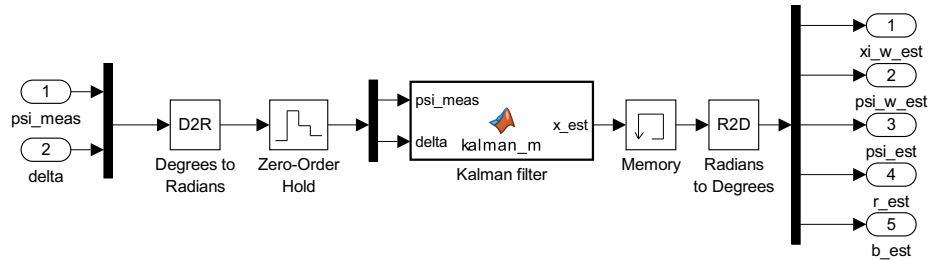 1
psi_meas
2
delta
D2R
Degrees to
Radians
Zero-Order
Hold
psi_meas
delta
kalman_m
x_est
Kalman filter
Memory
R2D
Radians
to Degrees
1
xi_w_est
2
psi_w_est
3
psi_est
4
r_est
5
b_est